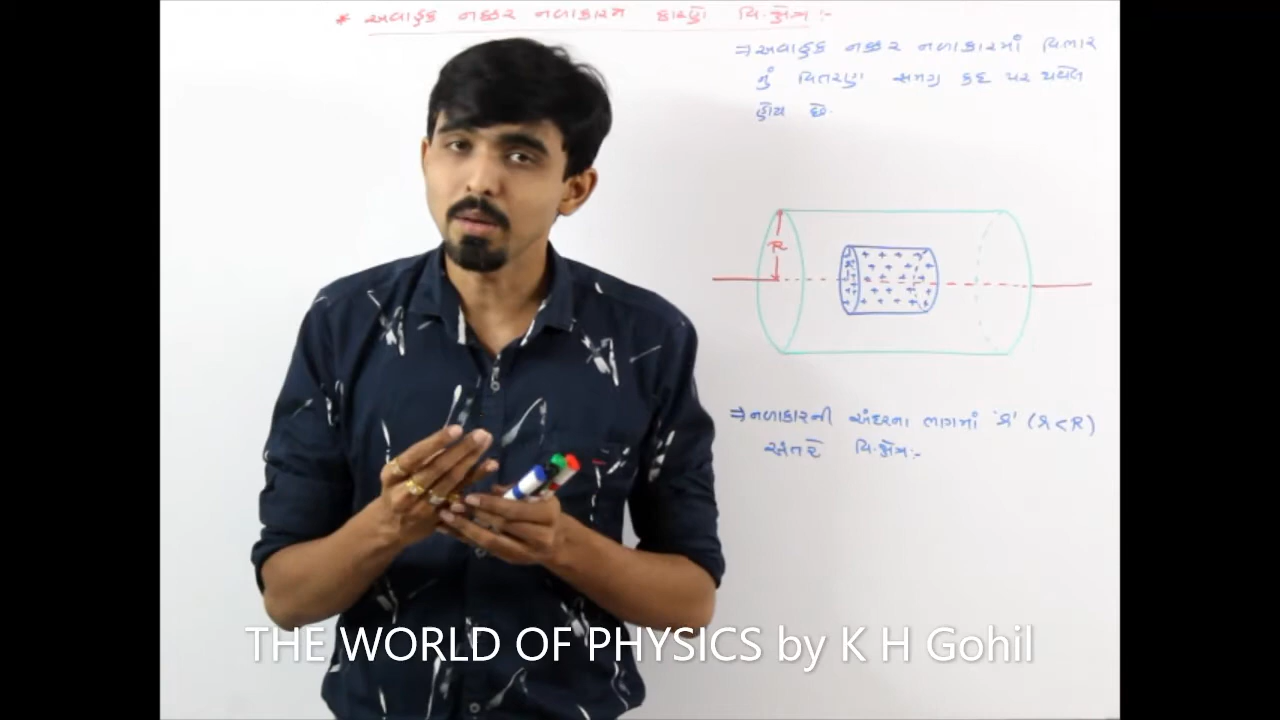 * અવાહક નક્કર નળાકારને કારણે વિ.ક્ષેત્ર :-
⇒ અવાહક નક્કર નળાકારમાં વિજભાર
નું વિતરણ સમગ્ર કદ પર થયેલ
હોય છે.
R
⇒ નળાકારની અંદરના ભાગમાં 'r' (r<R)
અંતરે વિ.ક્ષેત્ર:-
THE WORLD OF PHYSICS by K H Gohil